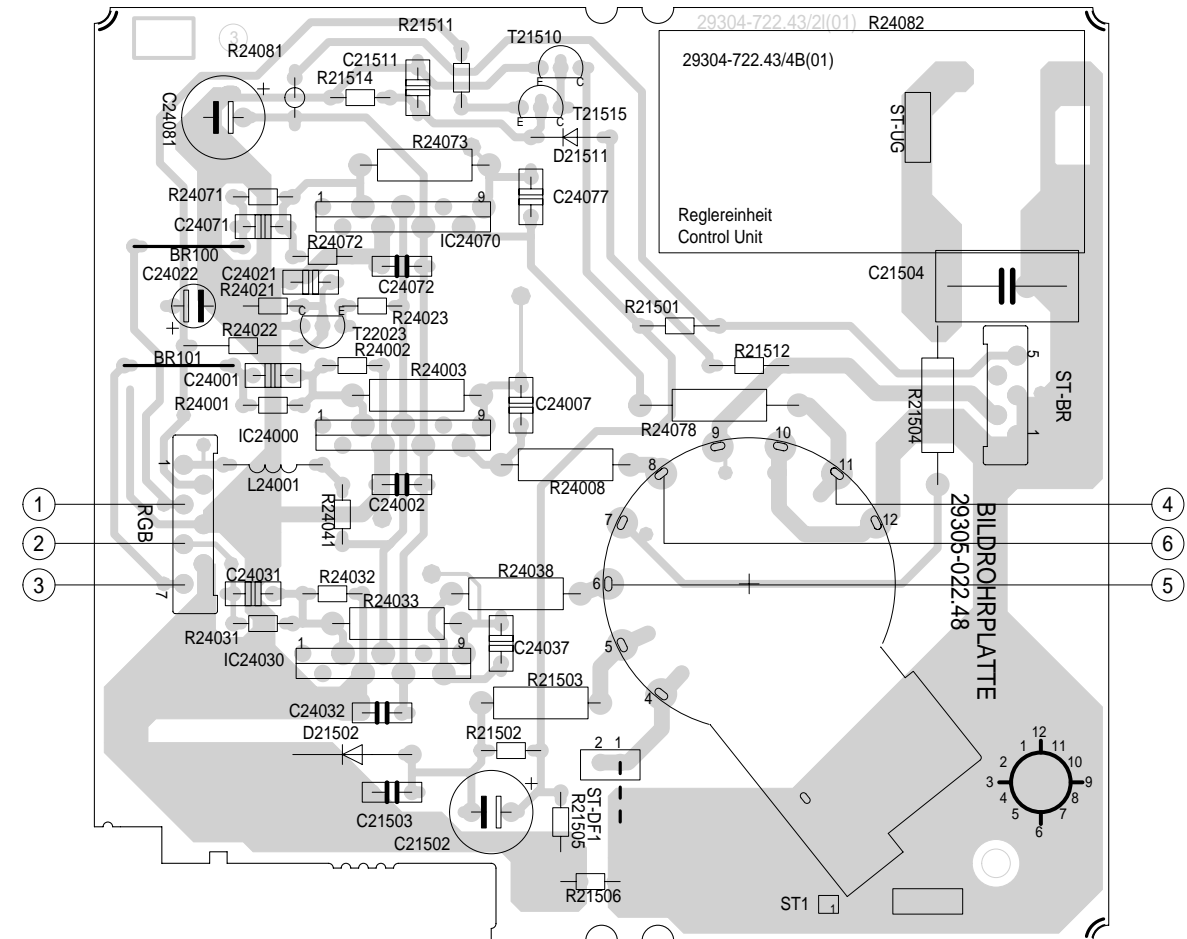 29304-722.43/2I(01) R24082
3
R21511
T21510
R24081
C21511
R21514
29304-722.43/4B(01)
E C
C24081
E C
T21515
ST-UG
R24073
D21511
R24071
1 9
C24077
C24071
IC24070
Reglereinheit
Control Unit
R24072
BR100
C24022
C24021
C24072
C21504
R24021
C E
R24023
R21501
R24022
T22023
R24002
BR101
R21512
5
C24001
R24003
ST-BR
R24001
1 9
C24007
R21504
R24078
1
IC24000
9 10
1
L24001
R24008
8 11
C24002
1
RGB
R24041
7 12
4
2
6
3
7
C24031
R24032
R24038
6
5
R24033
BILDROHRPLATTE
29305-022.48
R24031
IC24030
1 9
C24037
5
R21503
4
C24032
D21502
R21502
2 1
12
1 11
2 10
3 9
4 8
5 7
6
C21503
C21502
ST-DF1
R21505
R21506
ST1
1